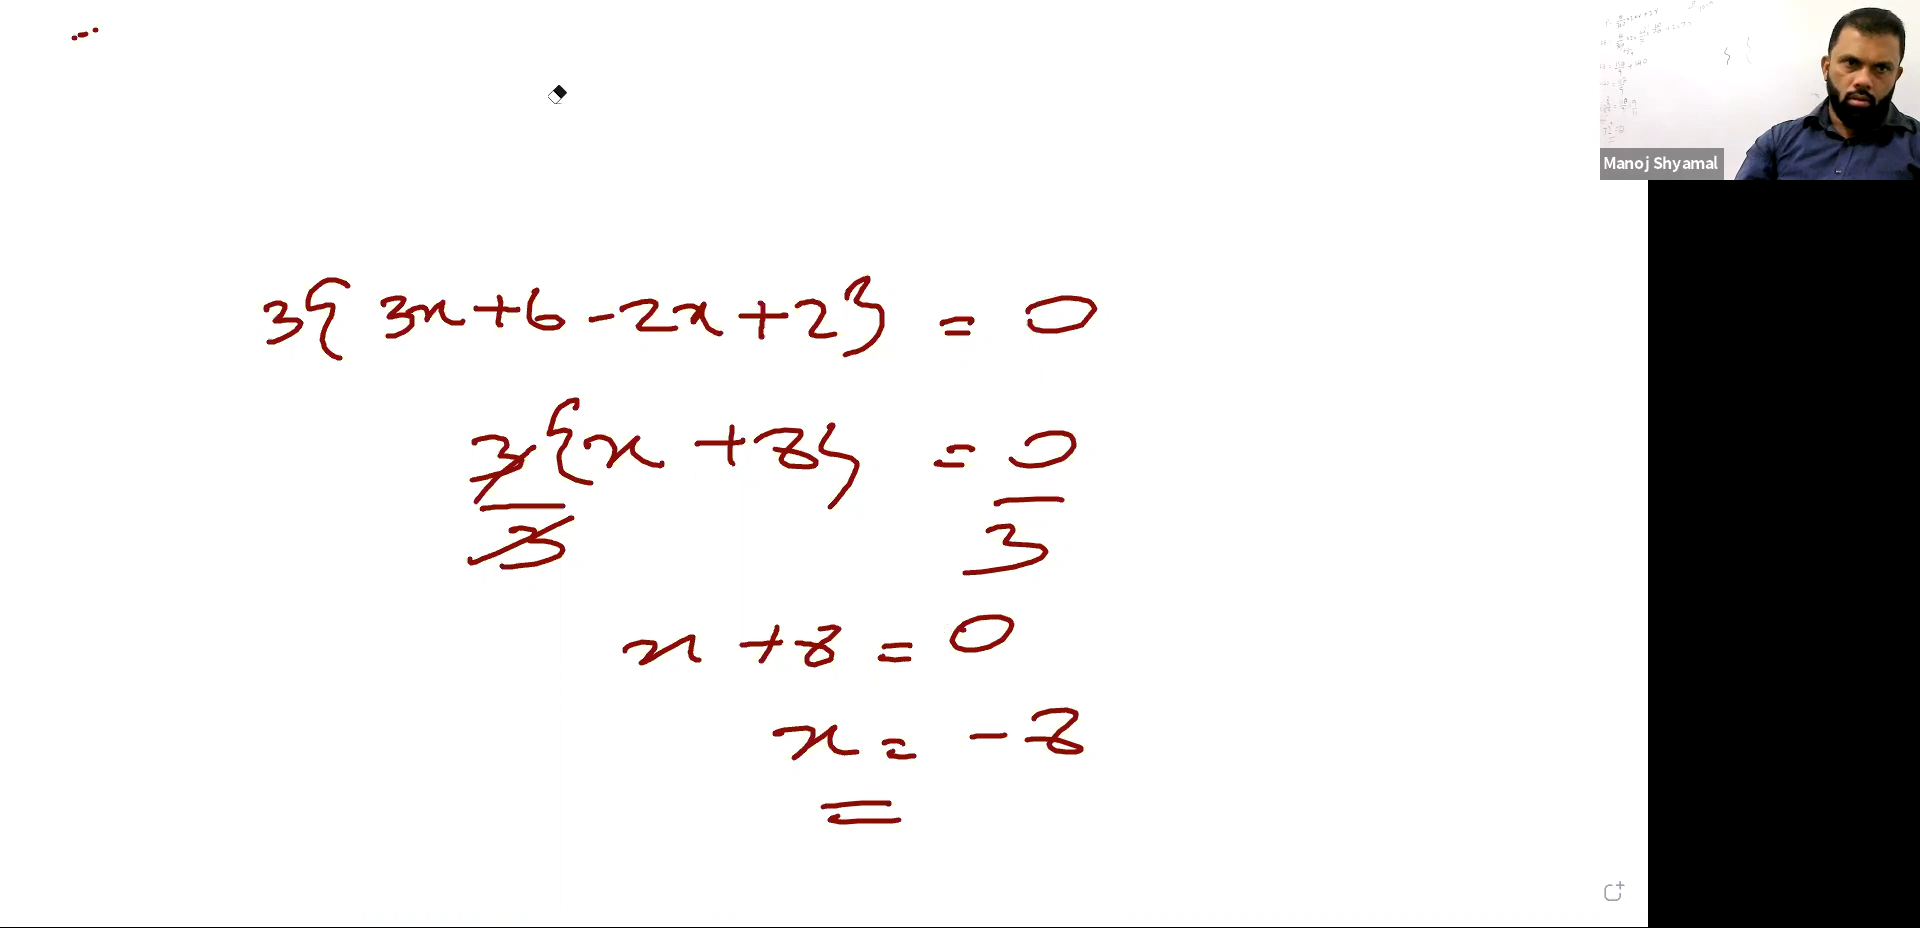 3{ 3x + 6 - 2x + 2 } = 0
3{x + 8} = 0
3 3
x + 8 = 0
x = - 8
Manoj Shyamal